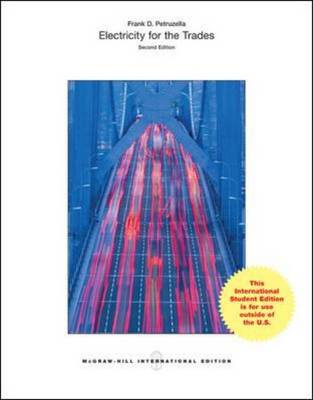 Frank D. Petruzella
Electricity for the Trades
Second Edition
This
International
Student Edition
is for use
outside of
the U.S.
McGRAW-HILL INTERNATIONAL EDITION